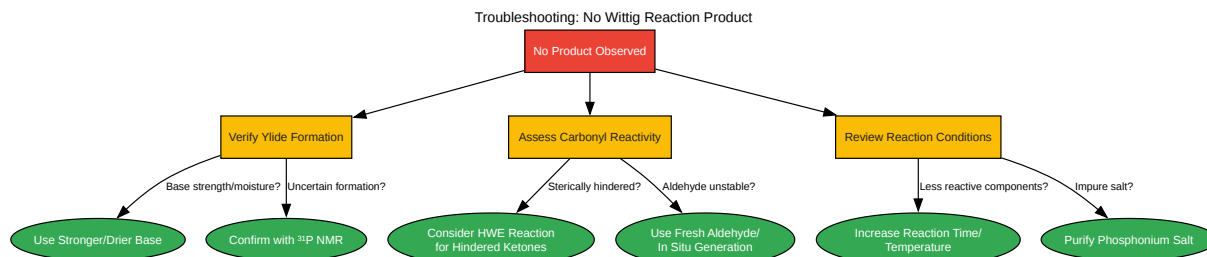 Troubleshooting: No Wittig Reaction Product
No Product Observed
Verify Ylide Formation
Assess Carbonyl Reactivity
Review Reaction Conditions
Base strength/moisture?
Uncertain formation?
Sterically hindered?
Aldehyde unstable?
Less reactive components?
Impure salt?
Use Stronger/Drier Base
Confirm with ³¹P NMR
Consider HWE Reaction
for Hindered Ketones
Use Fresh Aldehyde/
In Situ Generation
Increase Reaction Time/
Temperature
Purify Phosphonium Salt